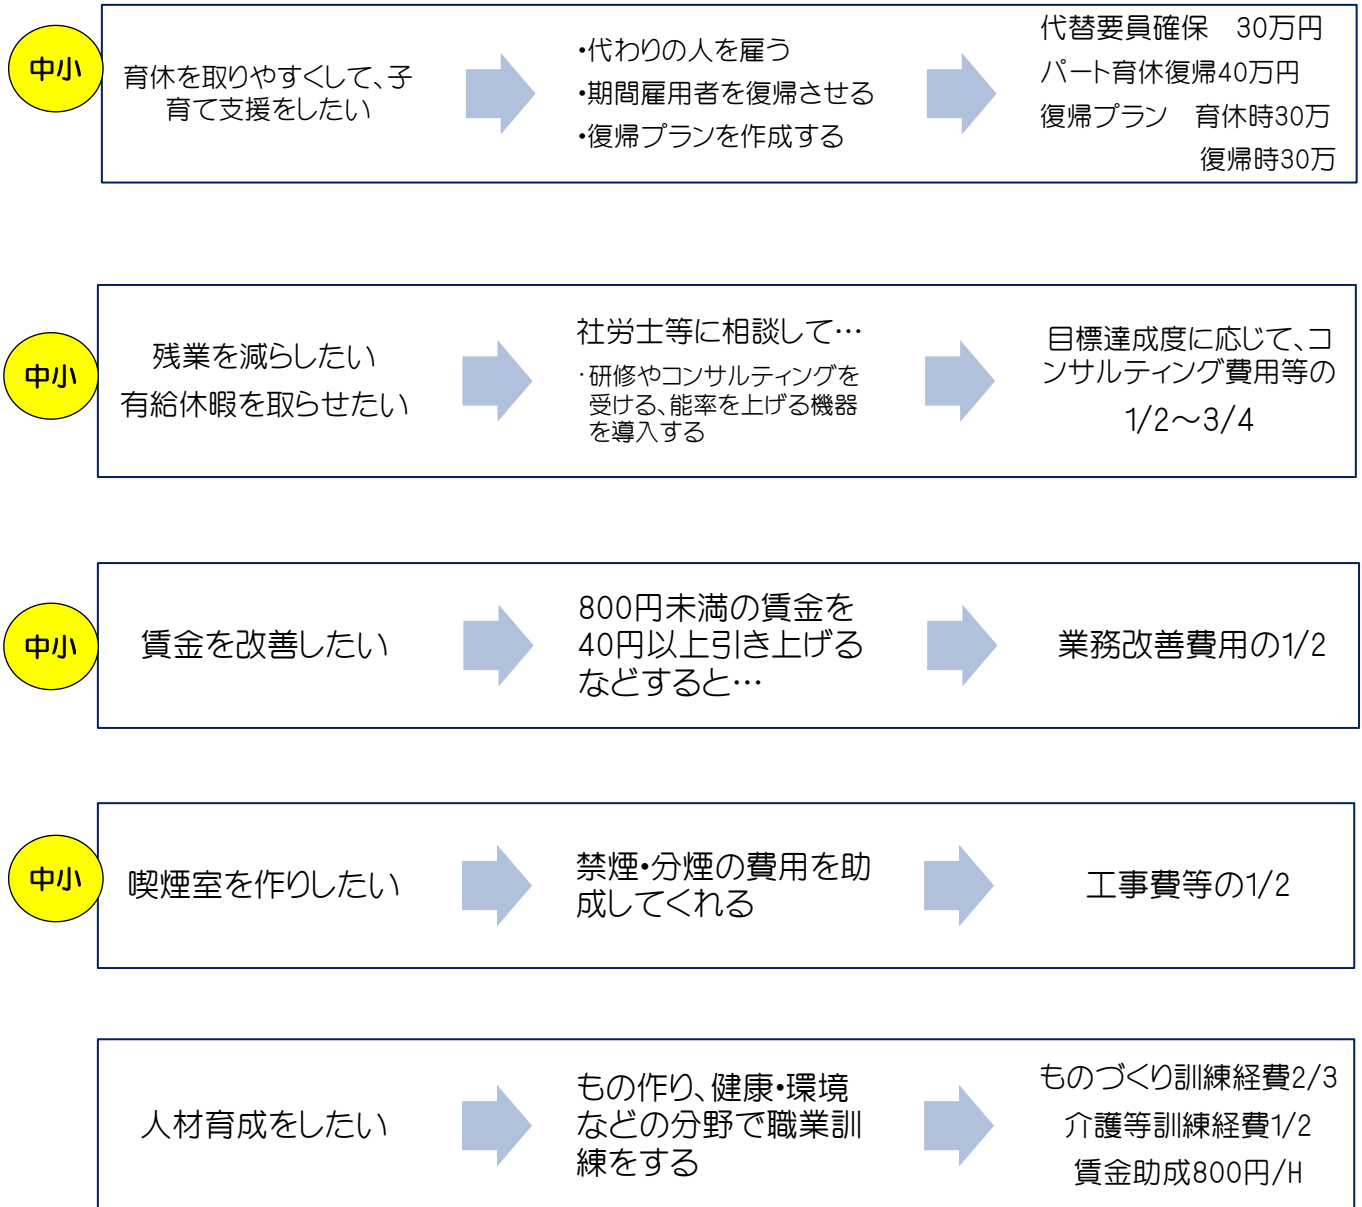 中小
育休を取りやすくして、子
育て支援をしたい
・代わりの人を雇う
・期間雇用者を復帰させる
・復帰プランを作成する
代替要員確保　30万円
パート育休復帰40万円
復帰プラン　育休時30万
復帰時30万
中小
残業を減らしたい
有給休暇を取らせたい
社労士等に相談して…
・研修やコンサルティングを
受ける、能率を上げる機器
を導入する
目標達成度に応じて、コ
ンサルティング費用等の
1/2～3/4
中小
賃金を改善したい
800円未満の賃金を
40円以上引き上げる
などすると…
業務改善費用の1/2
中小
喫煙室を作りしたい
禁煙・分煙の費用を助
成してくれる
工事費等の1/2
人材育成をしたい
もの作り、健康・環境
などの分野で職業訓
練をする
ものづくり訓練経費2/3
介護等訓練経費1/2
賃金助成800円/H